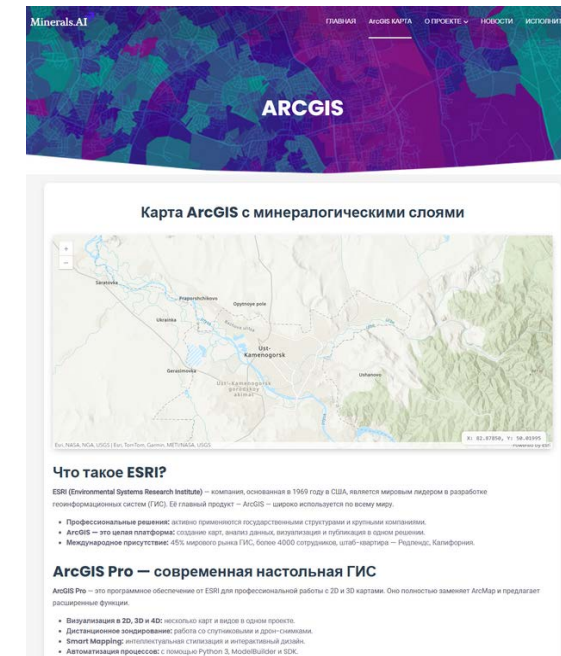 Minerals.AI
ГЛАВНАЯ ArcGIS КАРТА О ПРОЕКТЕ НОВОСТИ ИСПОЛНИТ
ARCGIS
Карта ArcGIS с минералогическими слоями
+
−
Saratovka
Praporshchikovo
Opytnoye pole
Ukrainka
Ust-
Kamenogorsk
Gerasimovka
Ushanovo
Ust-Kamenogorsk
gorodskoy
akimat
X: 82.87850, Y: 50.01995
Esri, NASA, NGA, USGS | Esri, TomTom, Garmin, METI/NASA, USGS
Powered by Esri
Что такое ESRI?
ESRI (Environmental Systems Research Institute) — компания, основанная в 1969 году в США, является мировым лидером в разработке
геоинформационных систем (ГИС). Её главный продукт — ArcGIS — широко используется по всему миру.
• Профессиональные решения: активно применяются государственными структурами и крупными компаниями.
• ArcGIS — это целая платформа: создание карт, анализ данных, визуализация и публикация в одном решении.
• Международное присутствие: 45% мирового рынка ГИС, более 4000 сотрудников, штаб-квартира — Редлендс, Калифорния.
ArcGIS Pro — современная настольная ГИС
ArcGIS Pro — это программное обеспечение от ESRI для профессиональной работы с 2D и 3D картами. Оно полностью заменяет ArcMap и предлагает
расширенные функции.
• Визуализация в 2D, 3D и 4D: несколько карт и видов в одном проекте.
• Дистанционное зондирование: работа со спутниковыми и дрон-снимками.
• Smart Mapping: интеллектуальная стилизация и интерактивный дизайн.
• Автоматизация процессов: с помощью Python 3, ModelBuilder и SDK.